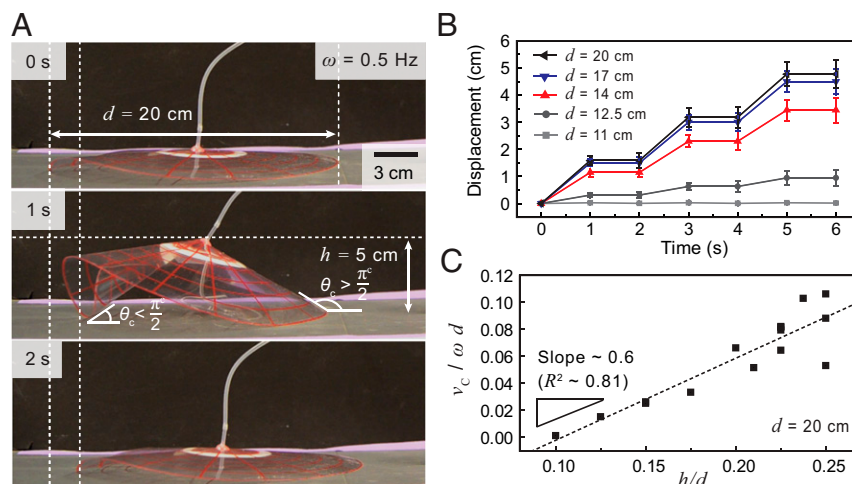 A
0 s
ω = 0.5 Hz
d = 20 cm
3 cm
1 s
h = 5 cm
θc > π/2
θc < π/2
2 s
B
Displacement (cm)
6
5
4
3
2
1
0
d = 20 cm
d = 17 cm
d = 14 cm
d = 12.5 cm
d = 11 cm
0 1 2 3 4 5 6
Time (s)
C
vc / ω d
0.12
0.10
0.08
0.06
0.04
0.02
0.00
Slope ~ 0.6
(R² ~ 0.81)
d = 20 cm
0.10 0.15 0.20 0.25
h/d